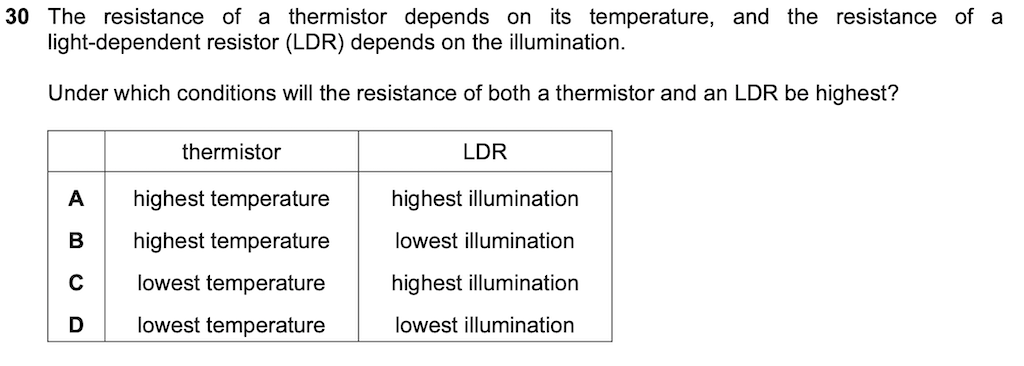 30 The resistance of a thermistor depends on its temperature, and the resistance of a
light-dependent resistor (LDR) depends on the illumination.
Under which conditions will the resistance of both a thermistor and an LDR be highest?
thermistor LDR
A highest temperature highest illumination
B highest temperature lowest illumination
C lowest temperature highest illumination
D lowest temperature lowest illumination